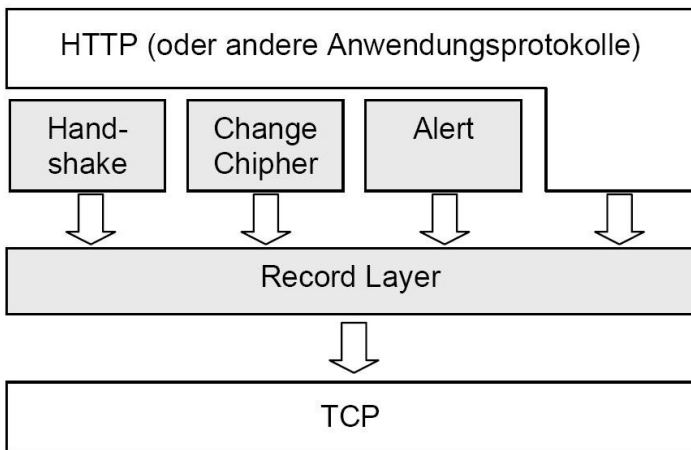 HTTP (oder andere Anwendungsprotokolle)
Hand-
shake
Change
Chipher
Alert
Record Layer
TCP